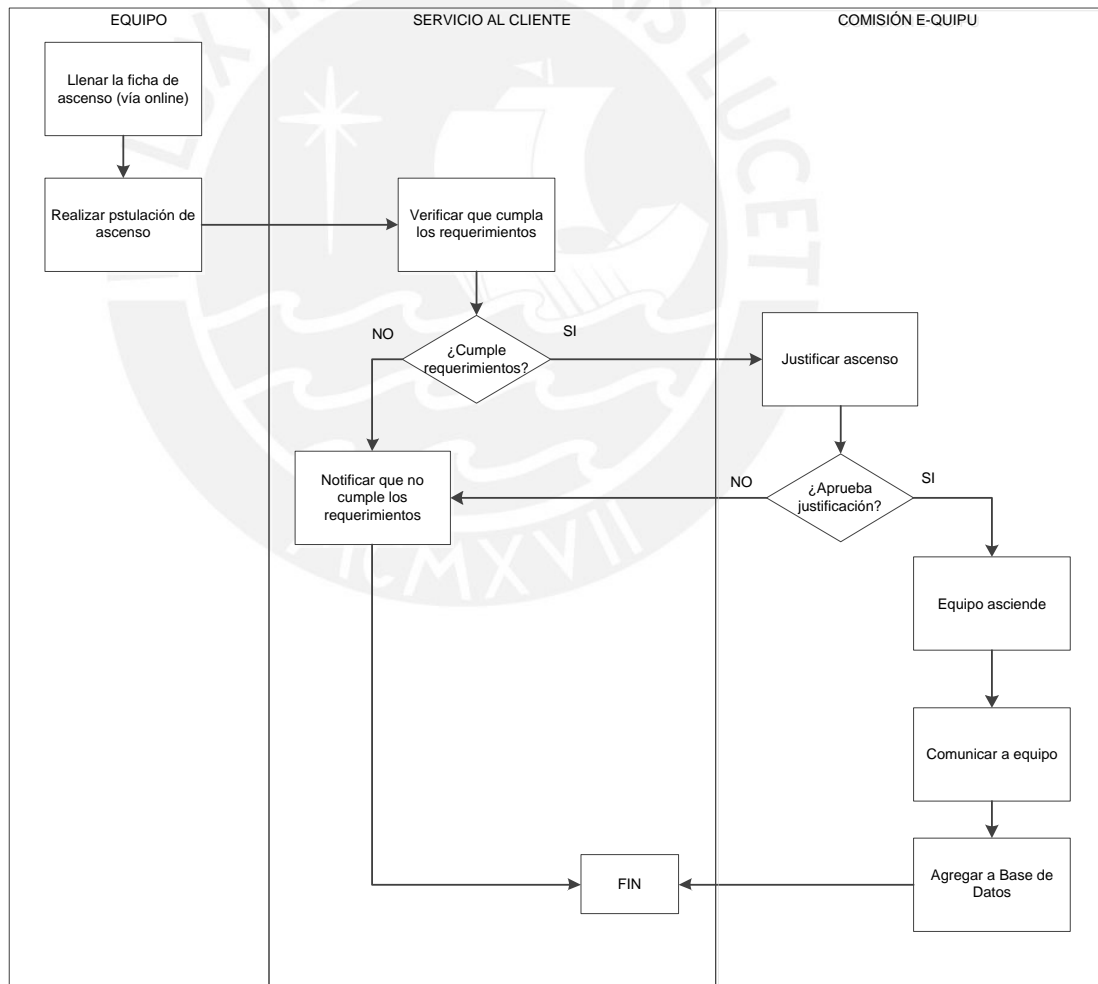 EQUIPO
SERVICIO AL CLIENTE
COMISIÓN E-QUIPU
Llenar la ficha de
ascenso (vía online)
Realizar pstulación de
ascenso
Verificar que cumpla
los requerimientos
NO
SI
¿Cumple
requerimientos?
Justificar ascenso
Notificar que no
cumple los
requerimientos
NO
¿Aprueba
justificación?
SI
Equipo asciende
Comunicar a equipo
Agregar a Base de
Datos
FIN
LUCET
MCMXVII